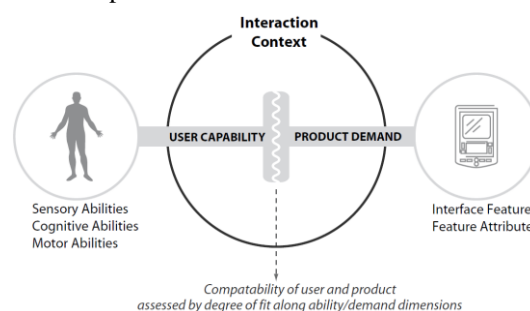 Interaction
Context
USER CAPABILITY
PRODUCT DEMAND
Sensory Abilities
Cognitive Abilities
Motor Abilities
Interface Feature
Feature Attribute
Compatability of user and product
assessed by degree of fit along ability/demand dimensions